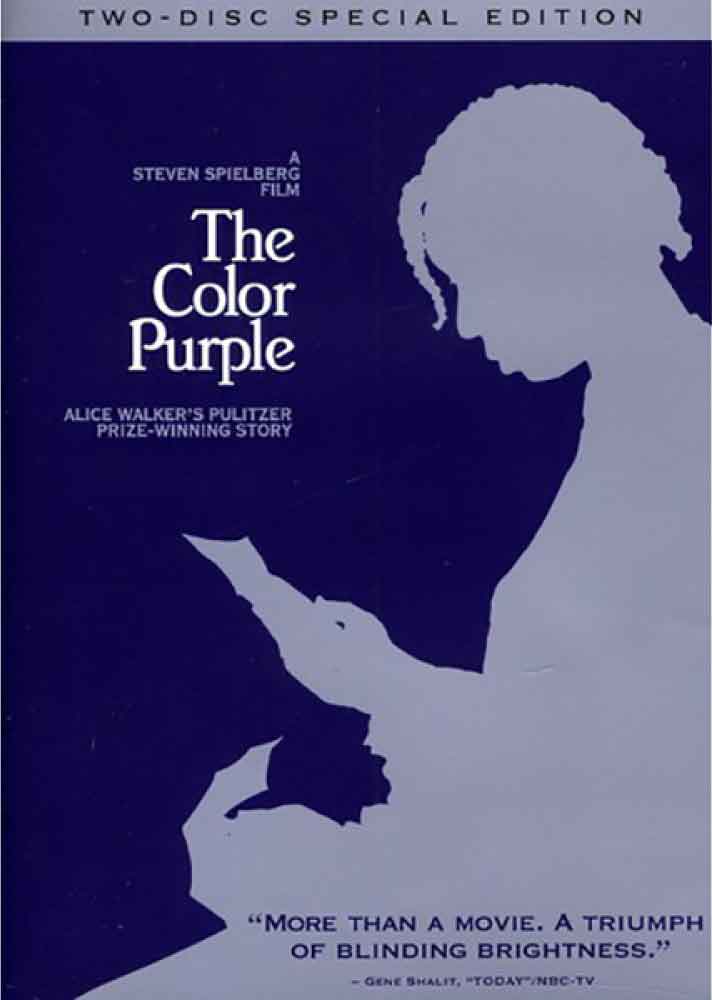 TWO-DISC SPECIAL EDITION
A
STEVEN SPIELBERG
FILM
The
Color
Purple
ALICE WALKER'S PULITZER
PRIZE-WINNING STORY
“MORE THAN A MOVIE. A TRIUMPH
OF BLINDING BRIGHTNESS.”
– GENE SHALIT, "TODAY"/NBC-TV